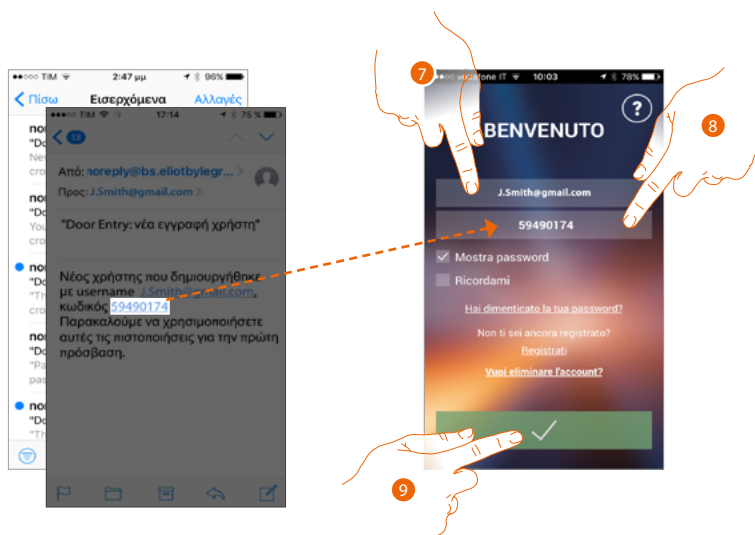 TIM 2:47 μμ 96%
Πίσω Εισερχόμενα Αλλαγές
TIM 17:14 75 %
13
Από: noreply@bs.eliotbylegr...
Προς: J.Smith@gmail.com
"Door Entry: νέα εγγραφή χρήστη"
Νέος χρήστης που δημιουργήθηκε
με username J.Smith@gmail.com,
κωδικός 59490174
Παρακαλούμε να χρησιμοποιήσετε
αυτές τις πιστοποιήσεις για την πρώτη
πρόσβαση.
7
vodafone IT 10:03 78%
?
BENVENUTO
8
J.Smith@gmail.com
59490174
Mostra password
Ricordami
Hai dimenticato la tua password?
Non ti sei ancora registrato?
Registrati
Vuoi eliminare l'account?
9